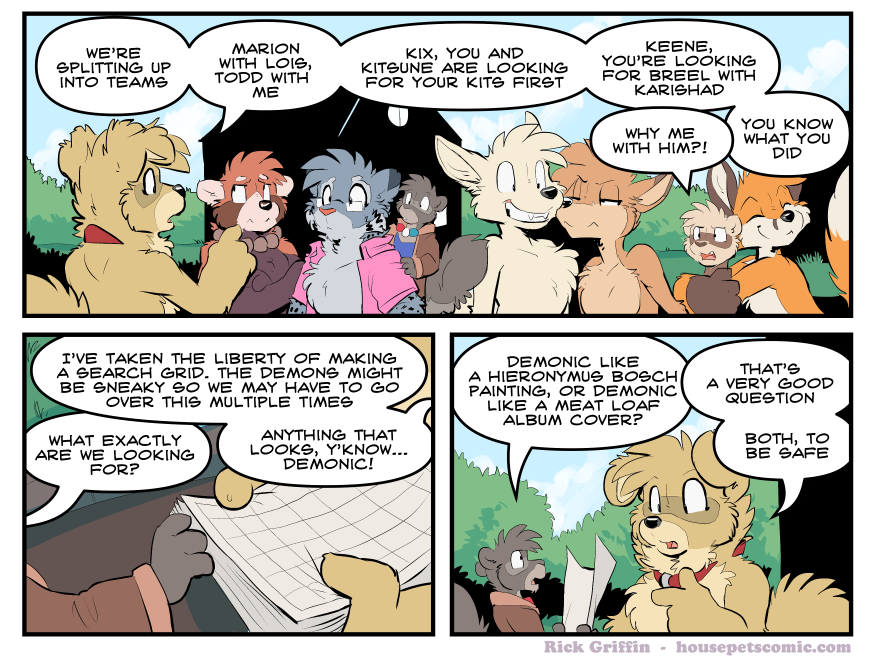 WE'RE
SPLITTING UP
INTO TEAMS
MARION
WITH LOIS,
TODD WITH
ME
KIX, YOU AND
KITSUNE ARE LOOKING
FOR YOUR KITS FIRST
KEENE,
YOU'RE LOOKING
FOR BREEL WITH
KARISHAD
WHY ME
WITH HIM?!
YOU KNOW
WHAT YOU
DID
I'VE TAKEN THE LIBERTY OF MAKING
A SEARCH GRID. THE DEMONS MIGHT
BE SNEAKY SO WE MAY HAVE TO GO
OVER THIS MULTIPLE TIMES
WHAT EXACTLY
ARE WE LOOKING
FOR?
ANYTHING THAT
LOOKS, Y'KNOW...
DEMONIC!
DEMONIC LIKE
A HIERONYMUS BOSCH
PAINTING, OR DEMONIC
LIKE A MEAT LOAF
ALBUM COVER?
THAT'S
A VERY GOOD
QUESTION
BOTH, TO
BE SAFE
Rick Griffin - housepetscomic.com